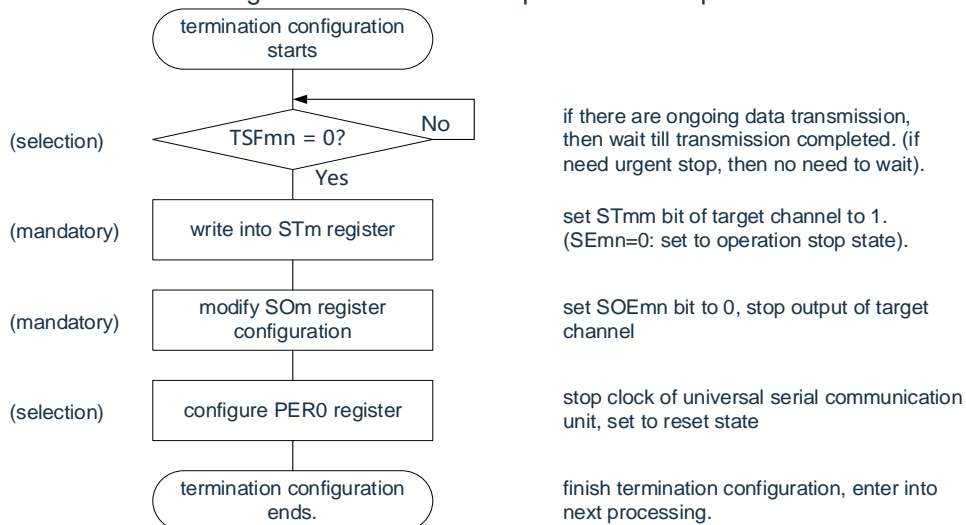 termination configuration
starts
(selection)
TSFmn = 0?
No
Yes
if there are ongoing data transmission,
then wait till transmission completed. (if
need urgent stop, then no need to wait).
(mandatory)
write into STm register
set STmm bit of target channel to 1.
(SEmn=0: set to operation stop state).
(mandatory)
modify SOm register
configuration
set SOEmn bit to 0, stop output of target
channel
(selection)
configure PER0 register
stop clock of universal serial communication
unit, set to reset state
termination configuration
ends.
finish termination configuration, enter into
next processing.